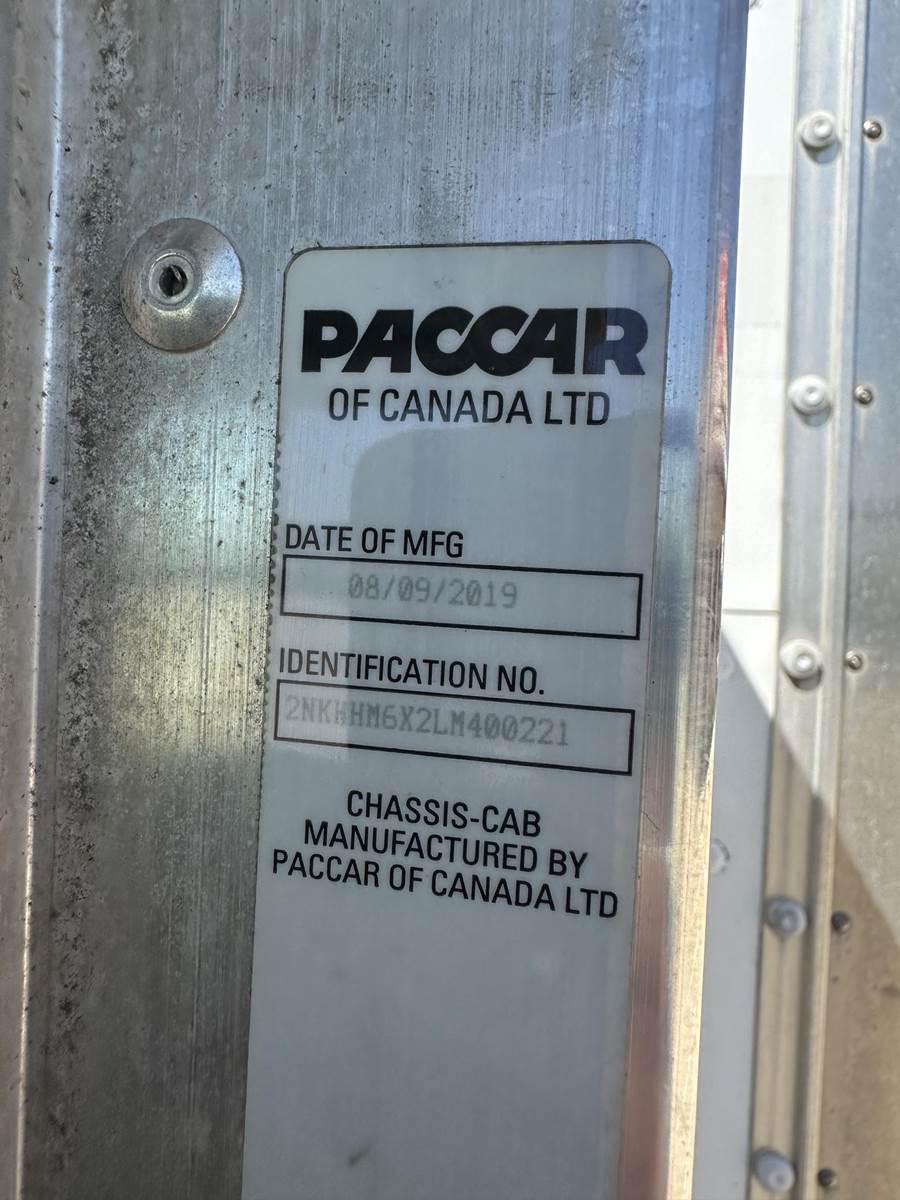 PACCAR
OF CANADA LTD
DATE OF MFG
08/09/2019
IDENTIFICATION NO.
2NKHHM6X2LM400221
CHASSIS-CAB
MANUFACTURED BY
PACCAR OF CANADA LTD